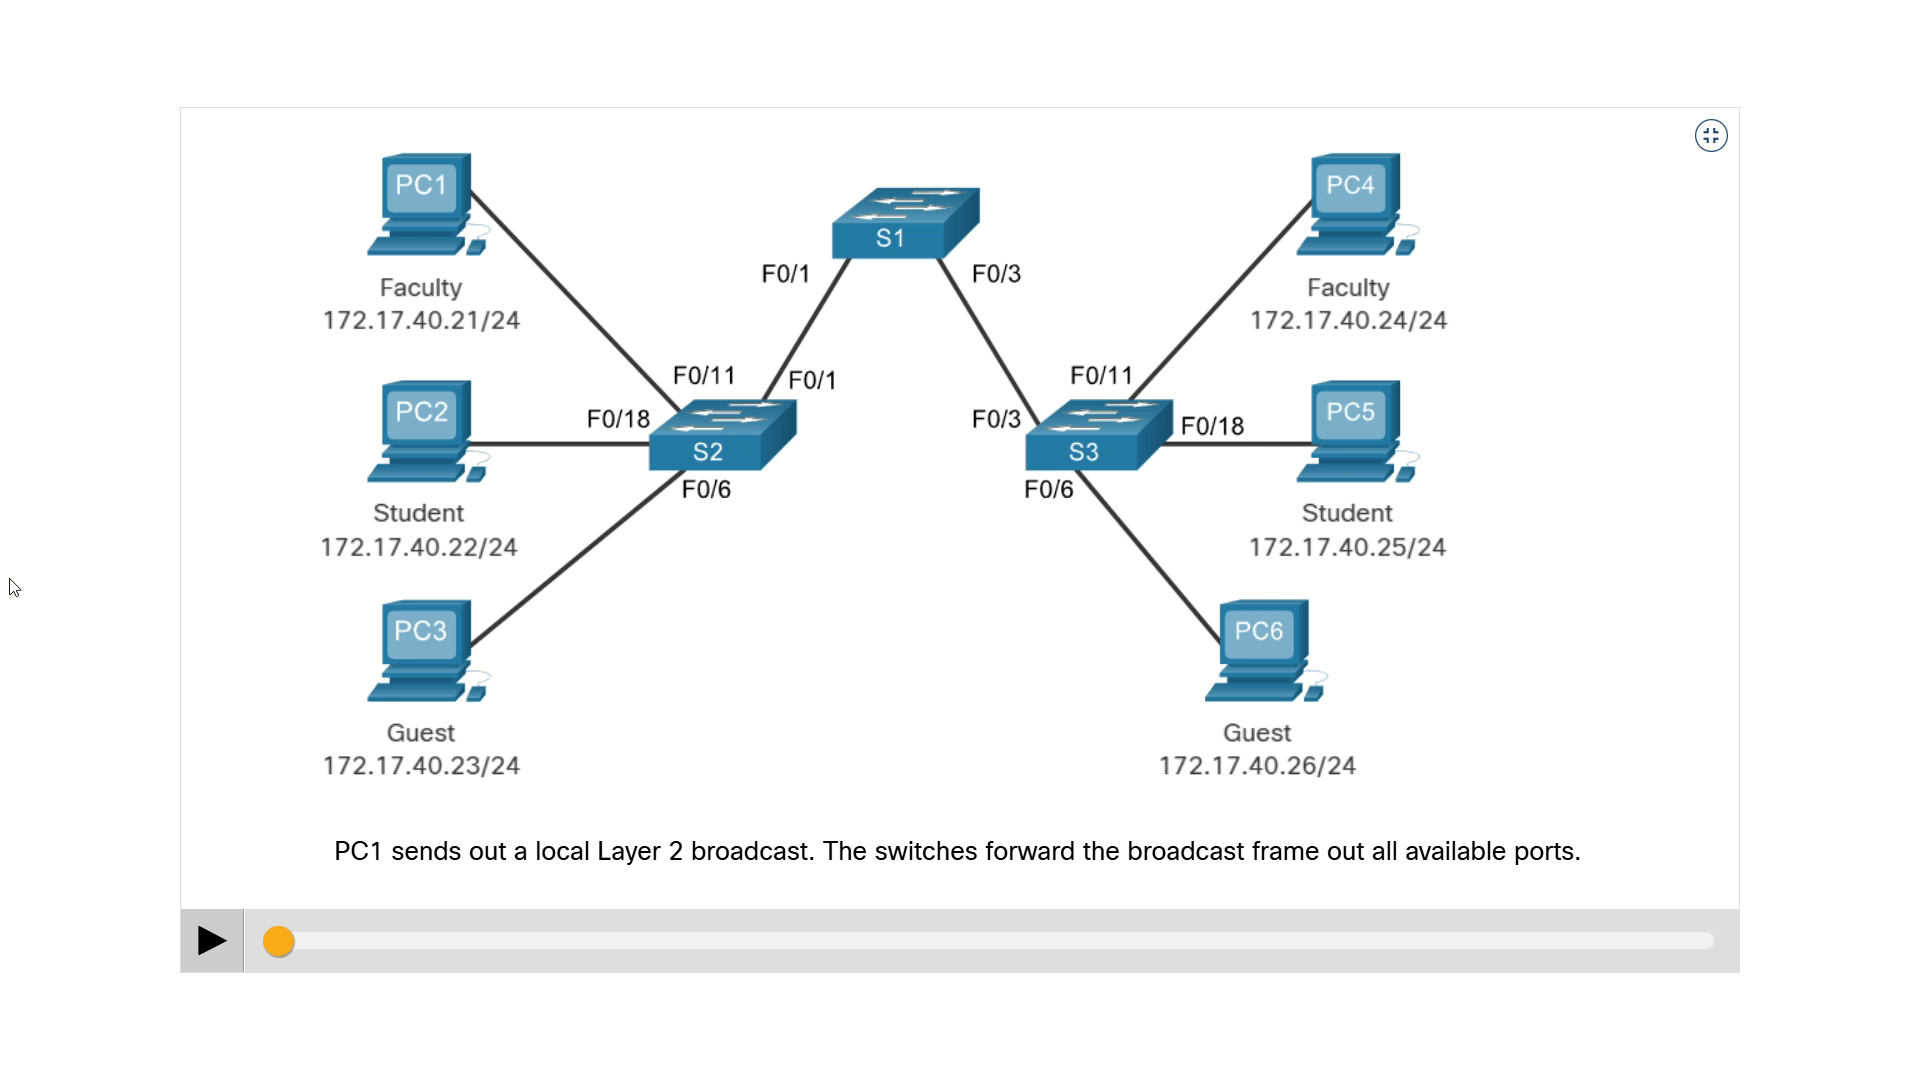 PC1
Faculty
172.17.40.21/24
PC2
Student
172.17.40.22/24
PC3
Guest
172.17.40.23/24
S1
F0/1
F0/3
F0/11
F0/1
F0/18
S2
F0/6
F0/11
F0/3
F0/18
S3
F0/6
PC4
Faculty
172.17.40.24/24
PC5
Student
172.17.40.25/24
PC6
Guest
172.17.40.26/24
PC1 sends out a local Layer 2 broadcast. The switches forward the broadcast frame out all available ports.